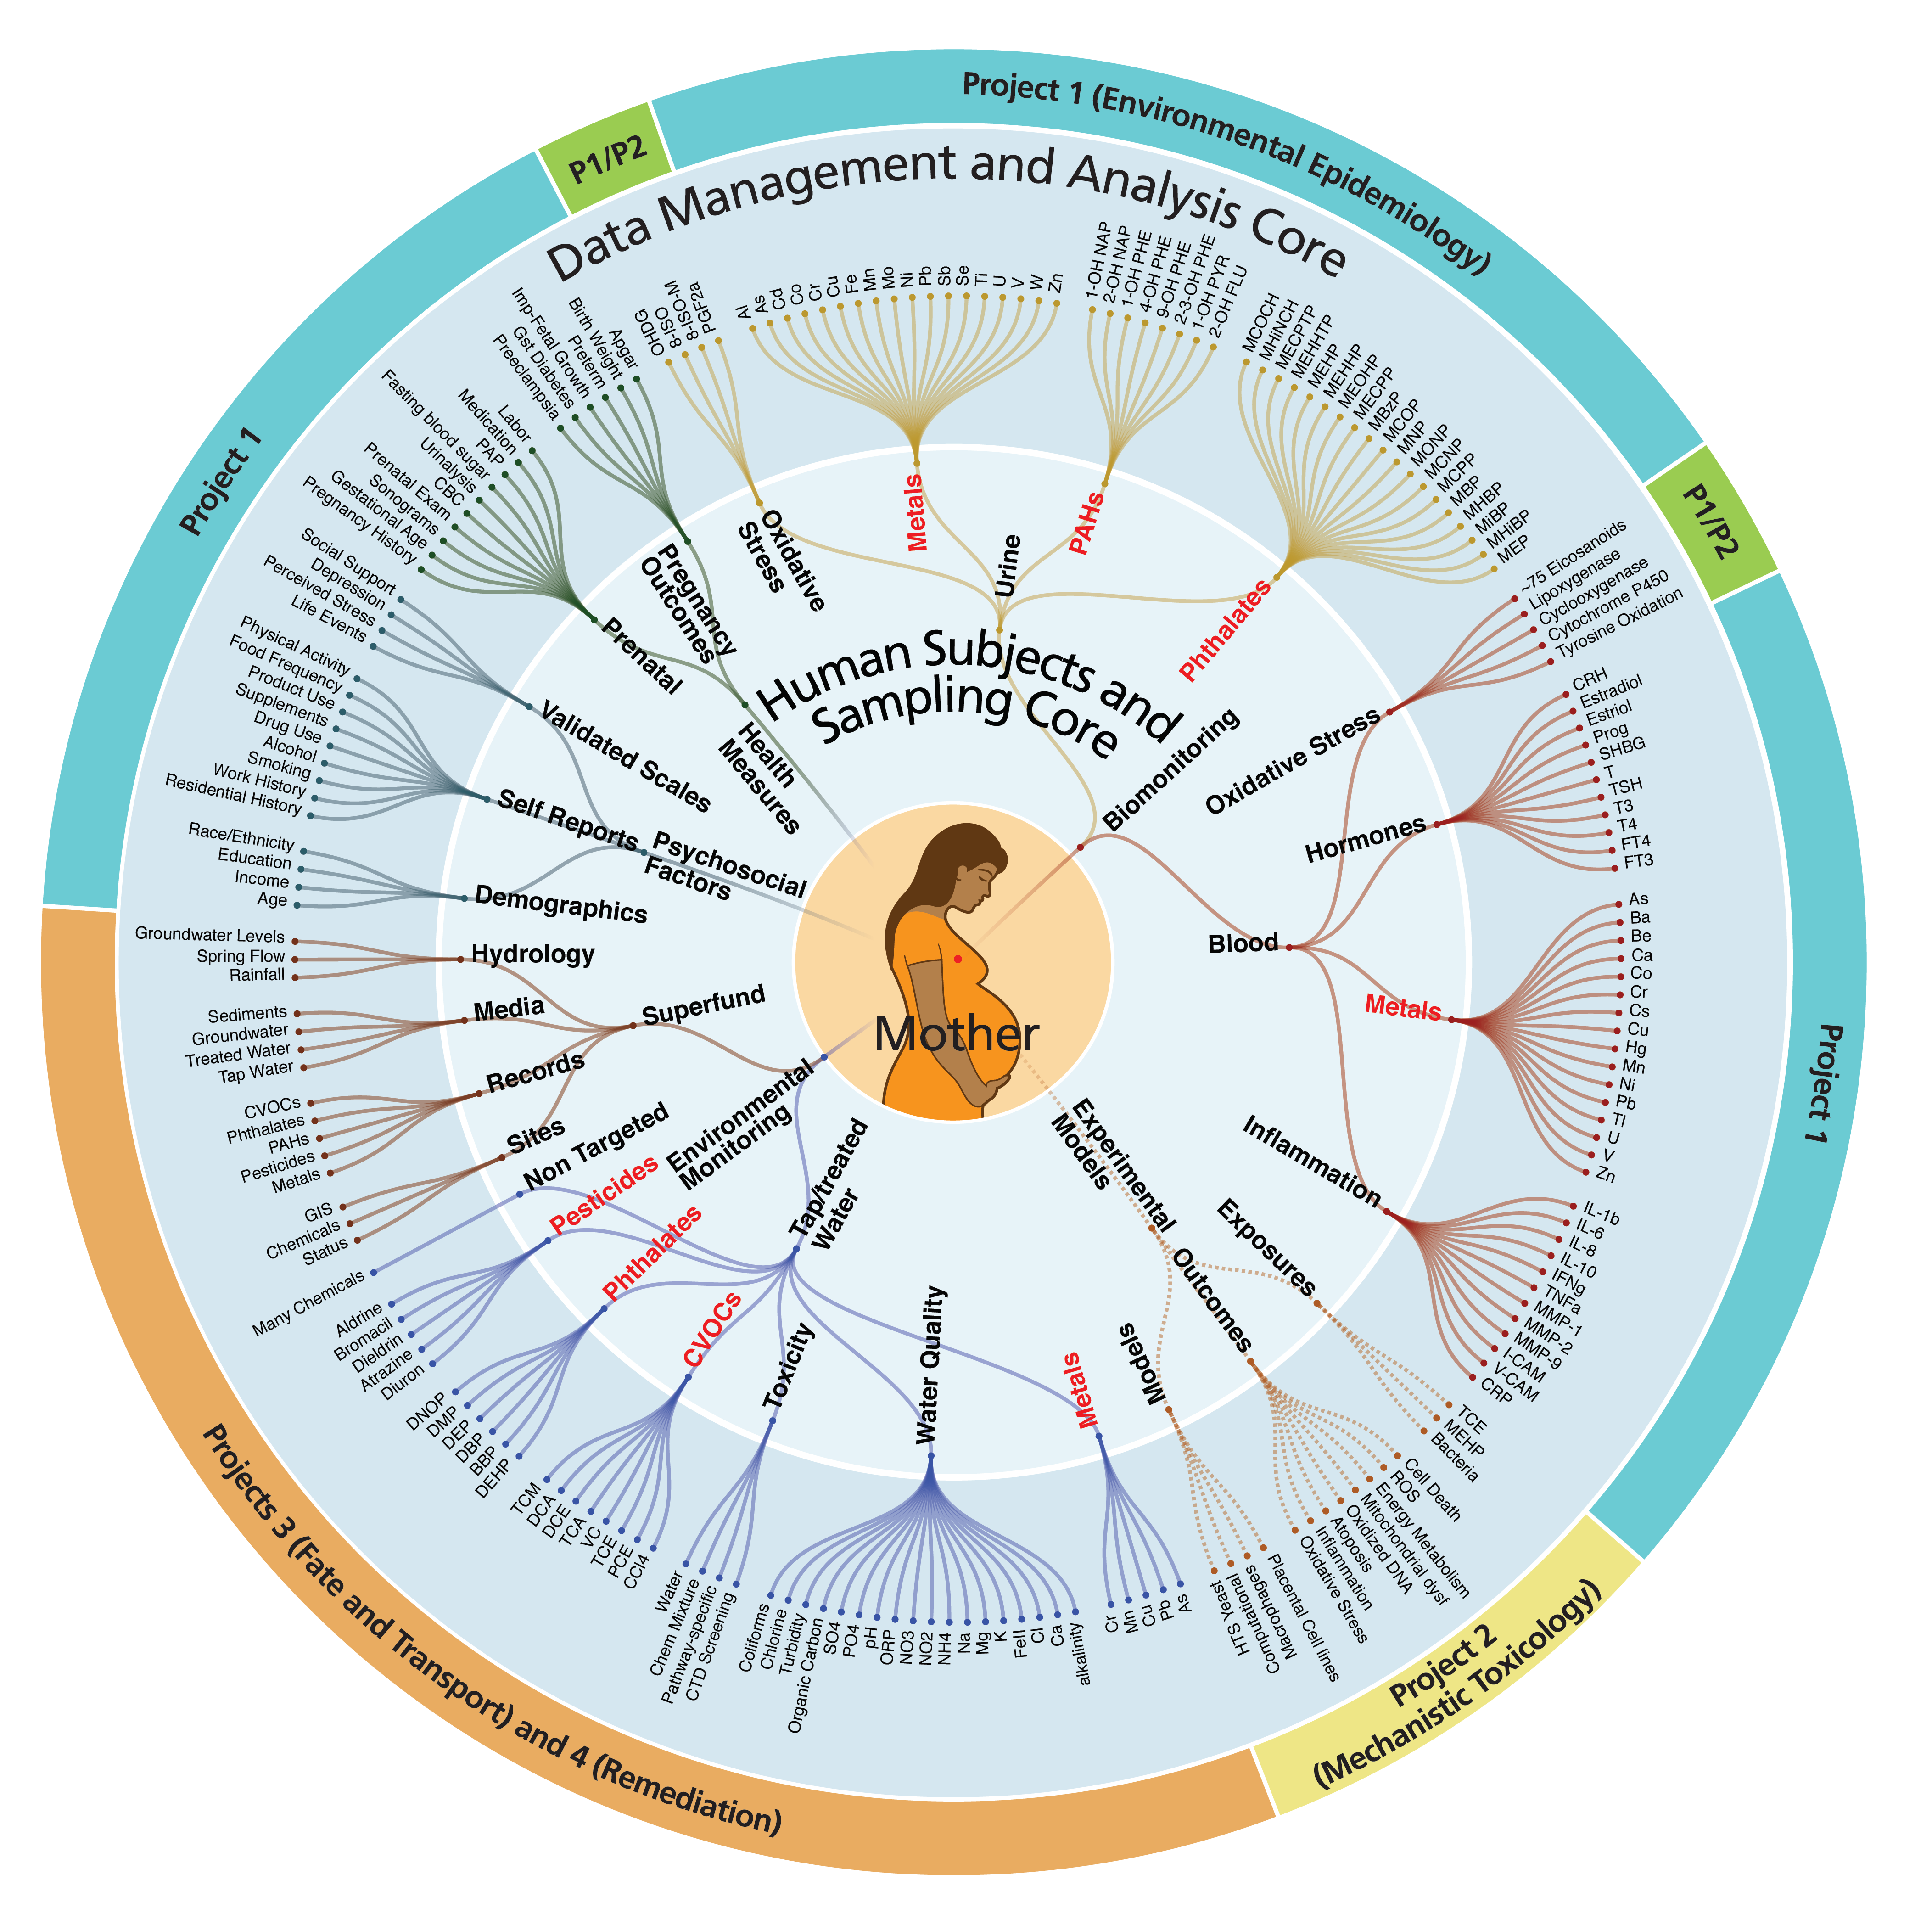 Project 1 (Environmental Epidemiology)
P1/P2
Project 1
Project 2
(Mechanistic Toxicology)
Projects 3 (Fate and Transport) and 4 (Remediation)
Project 1
P1/P2
Data Management and Analysis Core
Human Subjects and
Sampling Core
Mother
Biomonitoring
Urine
Oxidative
Stress
OHDG
8-ISO
8-ISO-M
PGF2a
Metals
Al
As
Cd
Co
Cr
Cu
Fe
Mn
Mo
Ni
Pb
Sb
Se
Ti
U
V
W
Zn
PAHs
1-OH NAP
2-OH NAP
1-OH PHE
4-OH PHE
9-OH PHE
2-3-OH PHE
1-OH PYR
2-OH FLU
Phthalates
MCOCH
MHiNCH
MECPTP
MEHHTP
MEHP
MEHHP
MEOHP
MECPP
MBzP
MCOP
MNP
MONP
MCNP
MCPP
MBP
MHBP
MiBP
MHiBP
MEP
Blood
Oxidative Stress
~75 Eicosanoids
Lipoxygenase
Cyclooxygenase
Cytochrome P450
Tyrosine Oxidation
Hormones
CRH
Estradiol
Estriol
Prog
SHBG
T
TSH
T3
T4
FT4
FT3
Metals
As
Ba
Be
Ca
Co
Cr
Cs
Cu
Hg
Mn
Ni
Pb
Tl
U
V
Zn
Inflammation
IL-1b
IL-6
IL-8
IL-10
IFNg
TNFa
MMP-1
MMP-2
MMP-9
I-CAM
V-CAM
CRP
Experimental
Models
Exposures
TCE
MEHP
Bacteria
Outcomes
Cell Death
ROS
Energy Metabolism
Mitochondrial dysf
Oxidized DNA
Atoposis
Inflammation
Oxidative Stress
Models
Placental Cell lines
Macrophages
Computational
HTS Yeast
Environmental
Monitoring
Tap/treated
Water
Metals
As
Pb
Cu
Mn
Cr
Water Quality
alkalinity
Ca
Cl
FeII
K
Mg
Na
NH4
NO2
NO3
ORP
pH
PO4
SO4
Organic Carbon
Turbidity
Chlorine
Coliforms
Toxicity
CTD Screening
Pathway-specific
Chem Mixture
Water
CVOCs
CCl4
PCE
TCE
VC
TCA
DCE
DCA
TCM
Phthalates
DEHP
BBP
DBP
DEP
DMP
DNOP
Pesticides
Diuron
Atrazine
Dieldrin
Bromacil
Aldrine
Non Targeted
Many Chemicals
Superfund
Sites
Status
Chemicals
GIS
Records
Metals
Pesticides
PAHs
Phthalates
CVOCs
Media
Tap Water
Treated Water
Groundwater
Sediments
Hydrology
Rainfall
Spring Flow
Groundwater Levels
Psychosocial
Factors
Demographics
Age
Income
Education
Race/Ethnicity
Self Reports
Residential History
Work History
Smoking
Alcohol
Drug Use
Supplements
Product Use
Food Frequency
Physical Activity
Validated Scales
Life Events
Perceived Stress
Depression
Social Support
Health
Measures
Prenatal
Pregnancy History
Gestational Age
Sonograms
Prenatal Exam
CBC
Urinalysis
Fasting blood sugar
PAP
Medication
Labor
Pregnancy
Outcomes
Preeclampsia
Gst Diabetes
Imp-Fetal Growth
Preterm
Birth Weight
Apgar